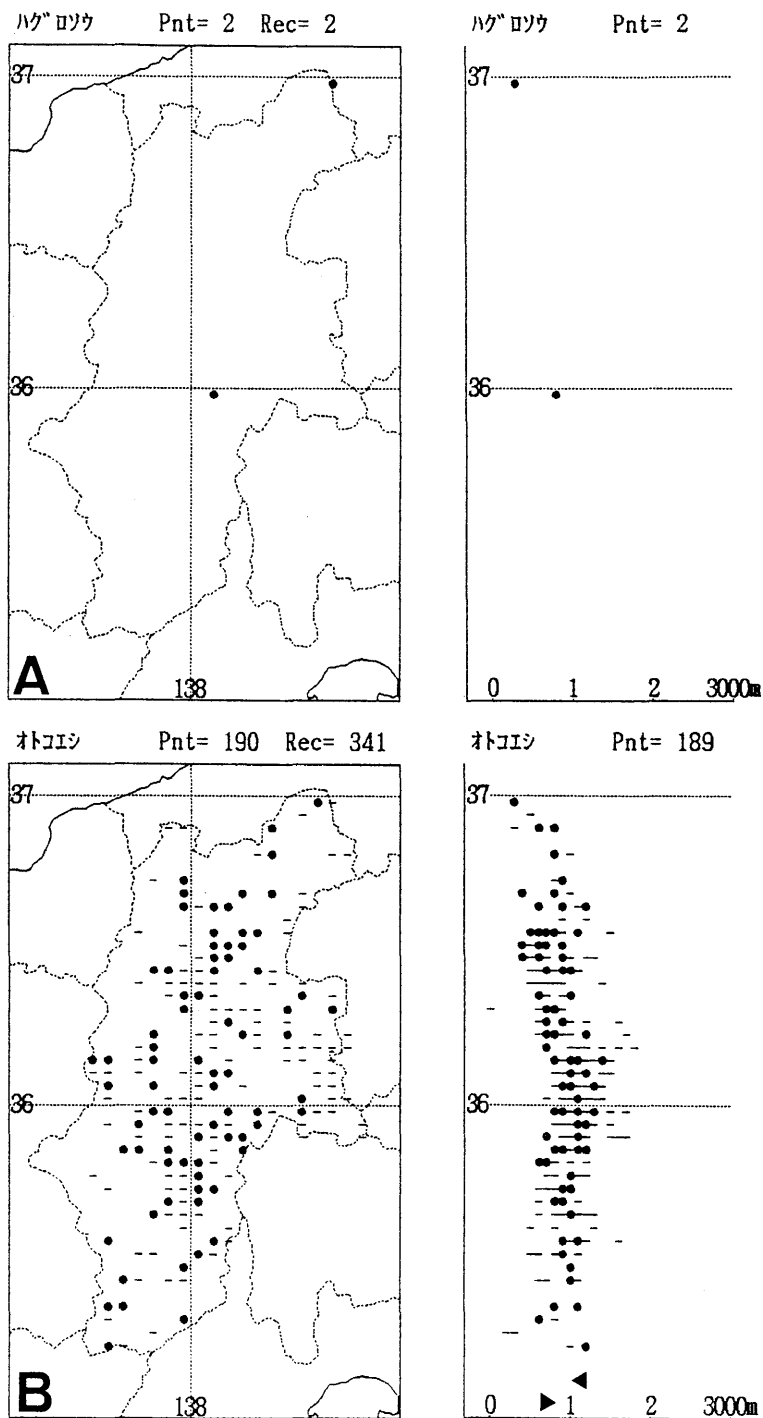 ﾊｸﾞﾛｿｳ Pnt= 2 Rec= 2
ﾊｸﾞﾛｿｳ Pnt= 2
37
37
36
36
A
138
0 1 2 3000m
ｵﾄｺｴｼ Pnt= 190 Rec= 341
ｵﾄｺｴｼ Pnt= 189
37
37
36
36
B
138
0 1 2 3000m